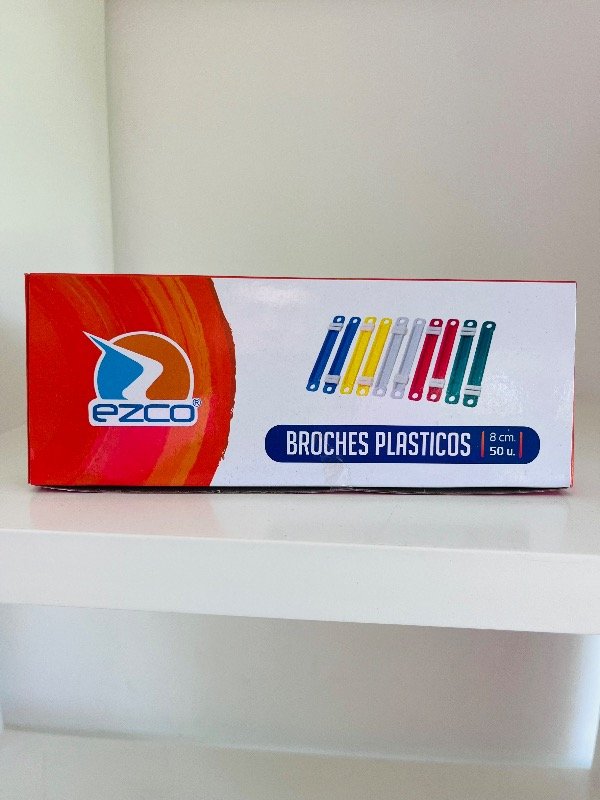 ezco®
BROCHES PLASTICOS
8 cm.
50 u.